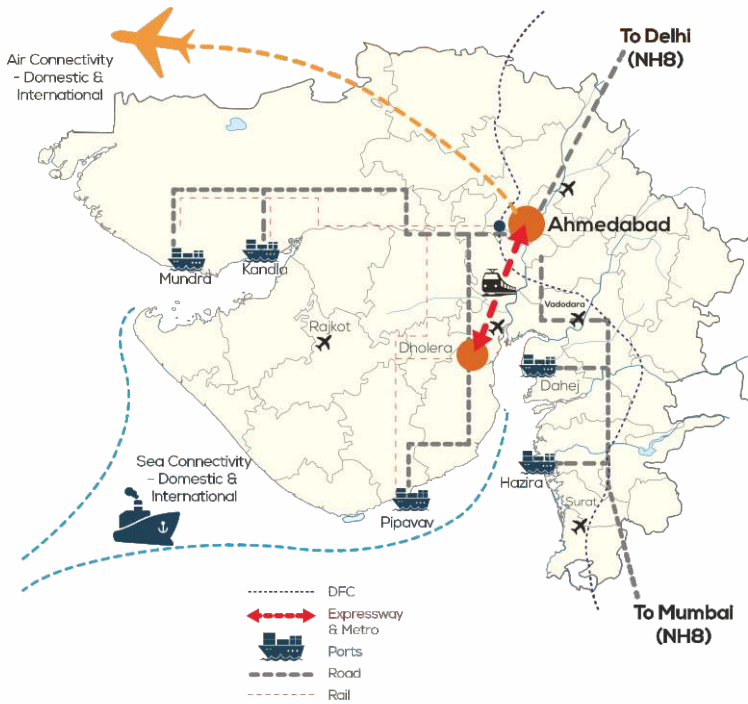 To Delhi
(NH8)
Air Connectivity
- Domestic &
International
Ahmedabad
Mundra
Kandla
Vadodara
Rajkot
Dholera
Dahej
Sea Connectivity
- Domestic &
International
Hazira
Surat
Pipavav
To Mumbai
(NH8)
DFC
Expressway
& Metro
Ports
Road
Rail